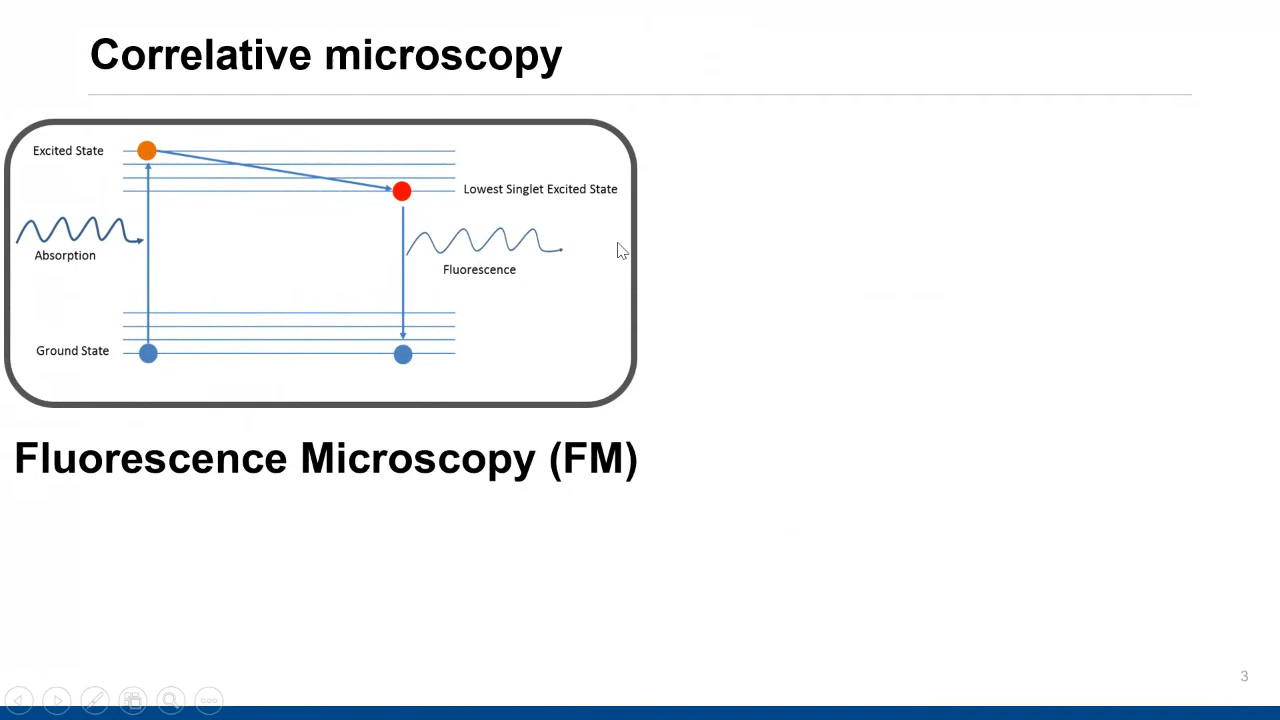 Correlative microscopy
Excited State
Lowest Singlet Excited State
Absorption
Fluorescence
Ground State
Fluorescence Microscopy (FM)
3